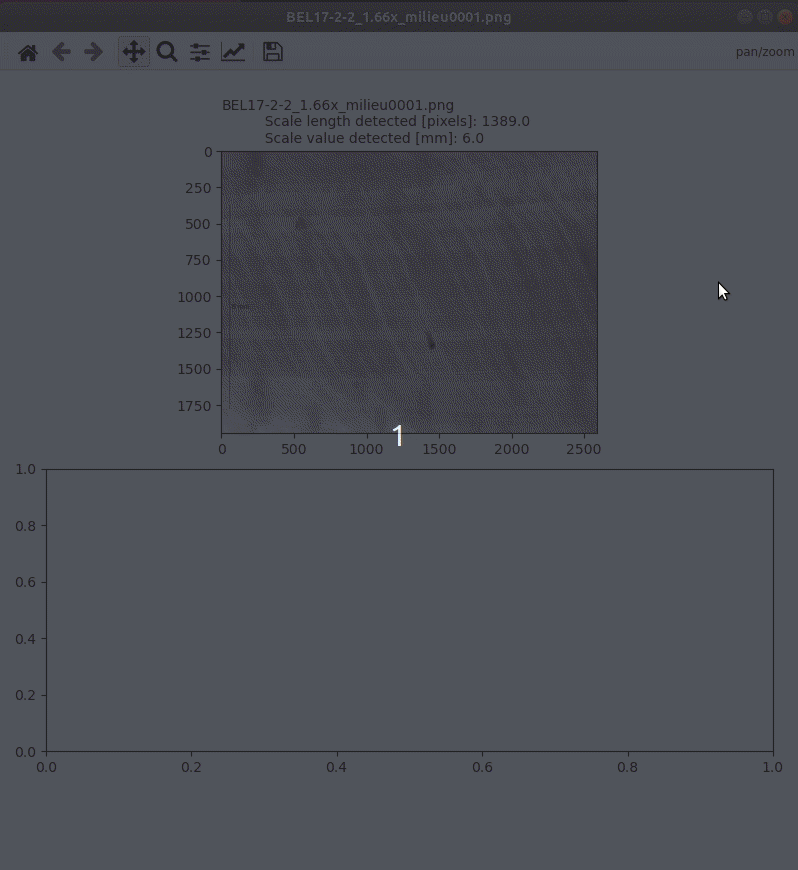 BEL17-2-2_1.66x_milieu0001.png
pan/zoom
BEL17-2-2_1.66x_milieu0001.png
Scale length detected [pixels]: 1389.0
Scale value detected [mm]: 6.0
0
250
500
750
1000
1250
1500
1750
0 500 1000 1500 2000 2500
1
1.0
0.8
0.6
0.4
0.2
0.0
0.0 0.2 0.4 0.6 0.8 1.0